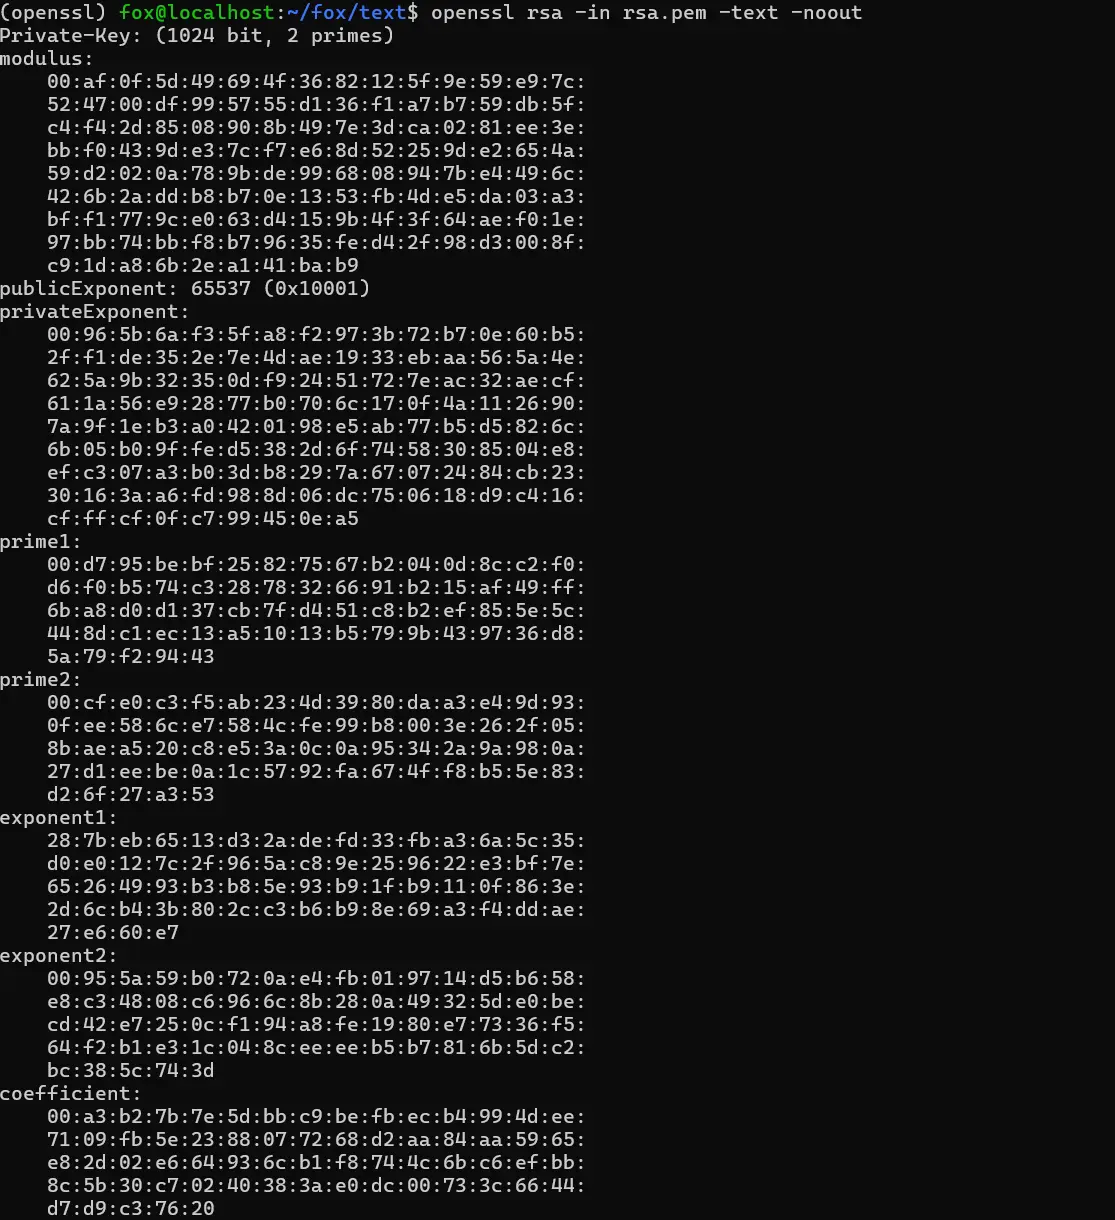 (openssl) fox@localhost:~/fox/text$ openssl rsa -in rsa.pem -text -noout
Private-Key: (1024 bit, 2 primes)
modulus:
    00:af:0f:5d:49:69:4f:36:82:12:5f:9e:59:e9:7c:
    52:47:00:df:99:57:55:d1:36:f1:a7:b7:59:db:5f:
    c4:f4:2d:85:08:90:8b:49:7e:3d:ca:02:81:ee:3e:
    bb:f0:43:9d:e3:7c:f7:e6:8d:52:25:9d:e2:65:4a:
    59:d2:02:0a:78:9b:de:99:68:08:94:7b:e4:49:6c:
    42:6b:2a:dd:b8:b7:0e:13:53:fb:4d:e5:da:03:a3:
    bf:f1:77:9c:e0:63:d4:15:9b:4f:3f:64:ae:f0:1e:
    97:bb:74:bb:f8:b7:96:35:fe:d4:2f:98:d3:00:8f:
    c9:1d:a8:6b:2e:a1:41:ba:b9
publicExponent: 65537 (0x10001)
privateExponent:
    00:96:5b:6a:f3:5f:a8:f2:97:3b:72:b7:0e:60:b5:
    2f:f1:de:35:2e:7e:4d:ae:19:33:eb:aa:56:5a:4e:
    62:5a:9b:32:35:0d:f9:24:51:72:7e:ac:32:ae:cf:
    61:1a:56:e9:28:77:b0:70:6c:17:0f:4a:11:26:90:
    7a:9f:1e:b3:a0:42:01:98:e5:ab:77:b5:d5:82:6c:
    6b:05:b0:9f:fe:d5:38:2d:6f:74:58:30:85:04:e8:
    ef:c3:07:a3:b0:3d:b8:29:7a:67:07:24:84:cb:23:
    30:16:3a:a6:fd:98:8d:06:dc:75:06:18:d9:c4:16:
    cf:ff:cf:0f:c7:99:45:0e:a5
prime1:
    00:d7:95:be:bf:25:82:75:67:b2:04:0d:8c:c2:f0:
    d6:f0:b5:74:c3:28:78:32:66:91:b2:15:af:49:ff:
    6b:a8:d0:d1:37:cb:7f:d4:51:c8:b2:ef:85:5e:5c:
    44:8d:c1:ec:13:a5:10:13:b5:79:9b:43:97:36:d8:
    5a:79:f2:94:43
prime2:
    00:cf:e0:c3:f5:ab:23:4d:39:80:da:a3:e4:9d:93:
    0f:ee:58:6c:e7:58:4c:fe:99:b8:00:3e:26:2f:05:
    8b:ae:a5:20:c8:e5:3a:0c:0a:95:34:2a:9a:98:0a:
    27:d1:ee:be:0a:1c:57:92:fa:67:4f:f8:b5:5e:83:
    d2:6f:27:a3:53
exponent1:
    28:7b:eb:65:13:d3:2a:de:fd:33:fb:a3:6a:5c:35:
    d0:e0:12:7c:2f:96:5a:c8:9e:25:96:22:e3:bf:7e:
    65:26:49:93:b3:b8:5e:93:b9:1f:b9:11:0f:86:3e:
    2d:6c:b4:3b:80:2c:c3:b6:b9:8e:69:a3:f4:dd:ae:
    27:e6:60:e7
exponent2:
    00:95:5a:59:b0:72:0a:e4:fb:01:97:14:d5:b6:58:
    e8:c3:48:08:c6:96:6c:8b:28:0a:49:32:5d:e0:be:
    cd:42:e7:25:0c:f1:94:a8:fe:19:80:e7:73:36:f5:
    64:f2:b1:e3:1c:04:8c:ee:ee:b5:b7:81:6b:5d:c2:
    bc:38:5c:74:3d
coefficient:
    00:a3:b2:7b:7e:5d:bb:c9:be:fb:ec:b4:99:4d:ee:
    71:09:fb:5e:23:88:07:72:68:d2:aa:84:aa:59:65:
    e8:2d:02:e6:64:93:6c:b1:f8:74:4c:6b:c6:ef:bb:
    8c:5b:30:c7:02:40:38:3a:e0:dc:00:73:3c:66:44:
    d7:d9:c3:76:20